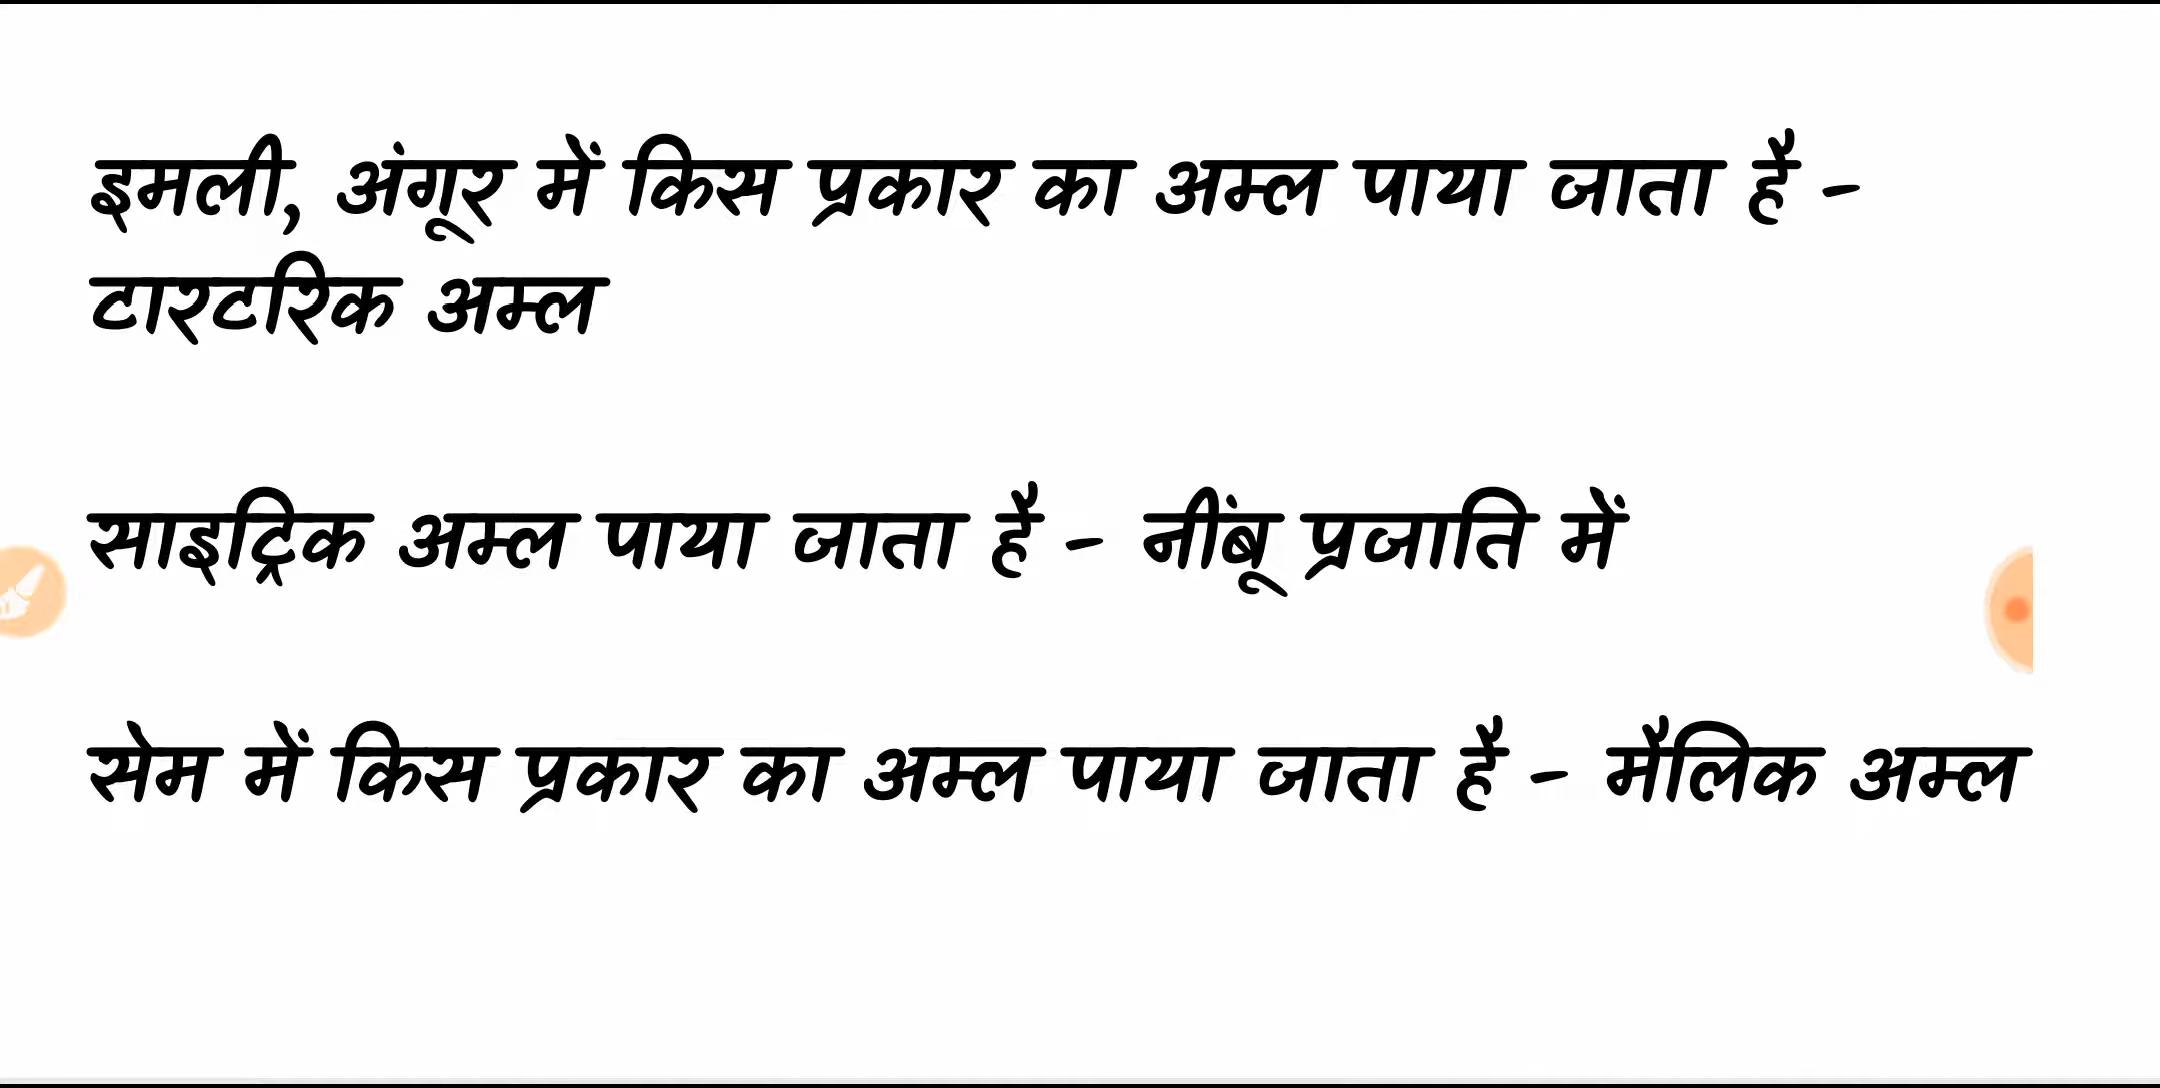 इमली, अंगूर में किस प्रकार का अम्ल पाया जाता है -
टारटरिक अम्ल
साइट्रिक अम्ल पाया जाता है - नींबू प्रजाति में
सेम में किस प्रकार का अम्ल पाया जाता है - मैलिक अम्ल